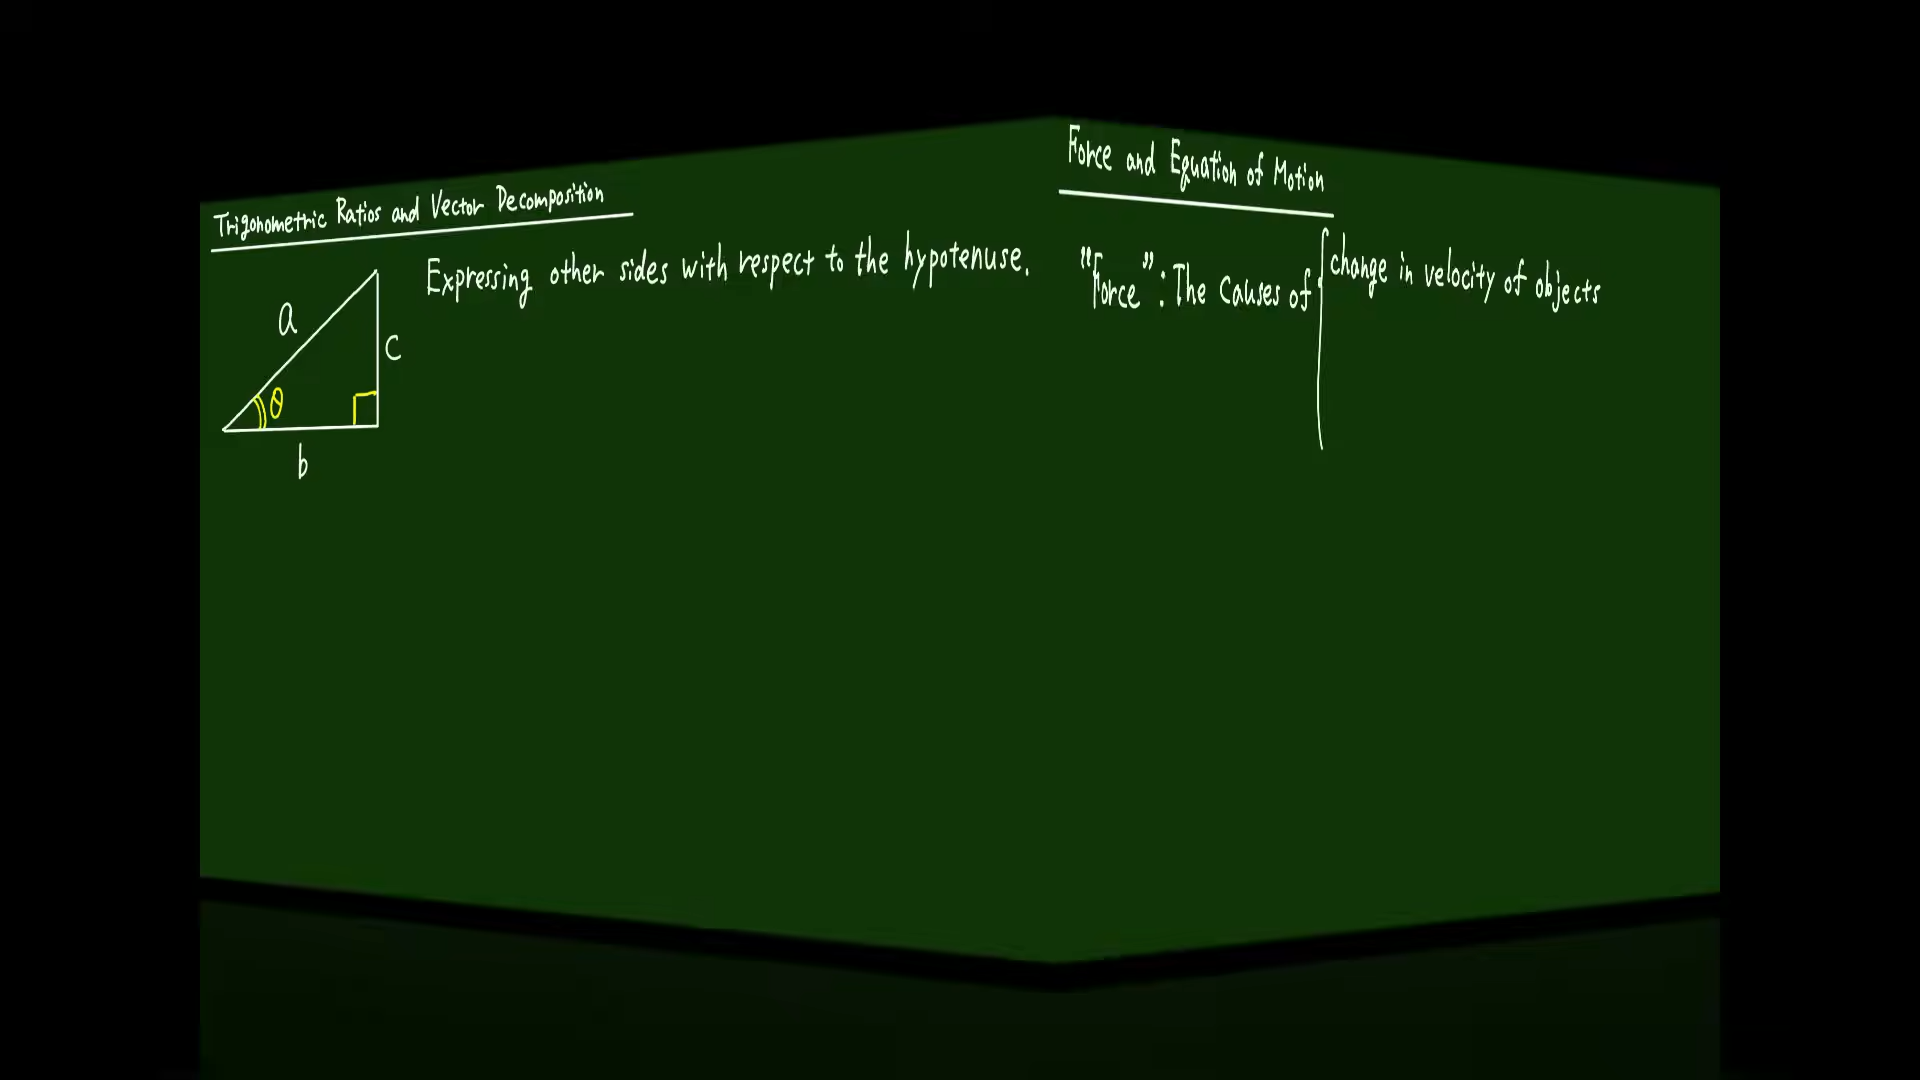 Trigonometric Ratios and Vector Decomposition
Expressing other sides with respect to the hypotenuse.
a
c
θ
b
Force and Equation of Motion
"Force": The causes of { change in velocity of objects